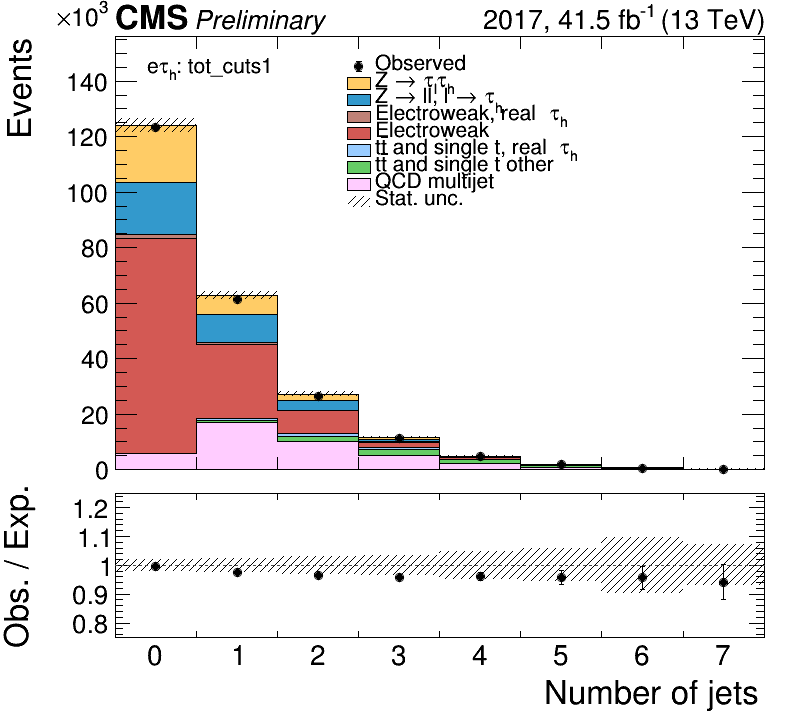 ×10³ CMS Preliminary 2017, 41.5 fb⁻¹ (13 TeV)
Events
eτh: tot_cuts1
Observed
Z → τlτh
Z → ll, l → τh
Electroweak, real τh
Electroweak
tt̄ and single t, real τh
tt̄ and single t other
QCD multijet
Stat. unc.
140
120
100
80
60
40
20
0
Obs. / Exp.
1.2
1.1
1
0.9
0.8
0 1 2 3 4 5 6 7
Number of jets